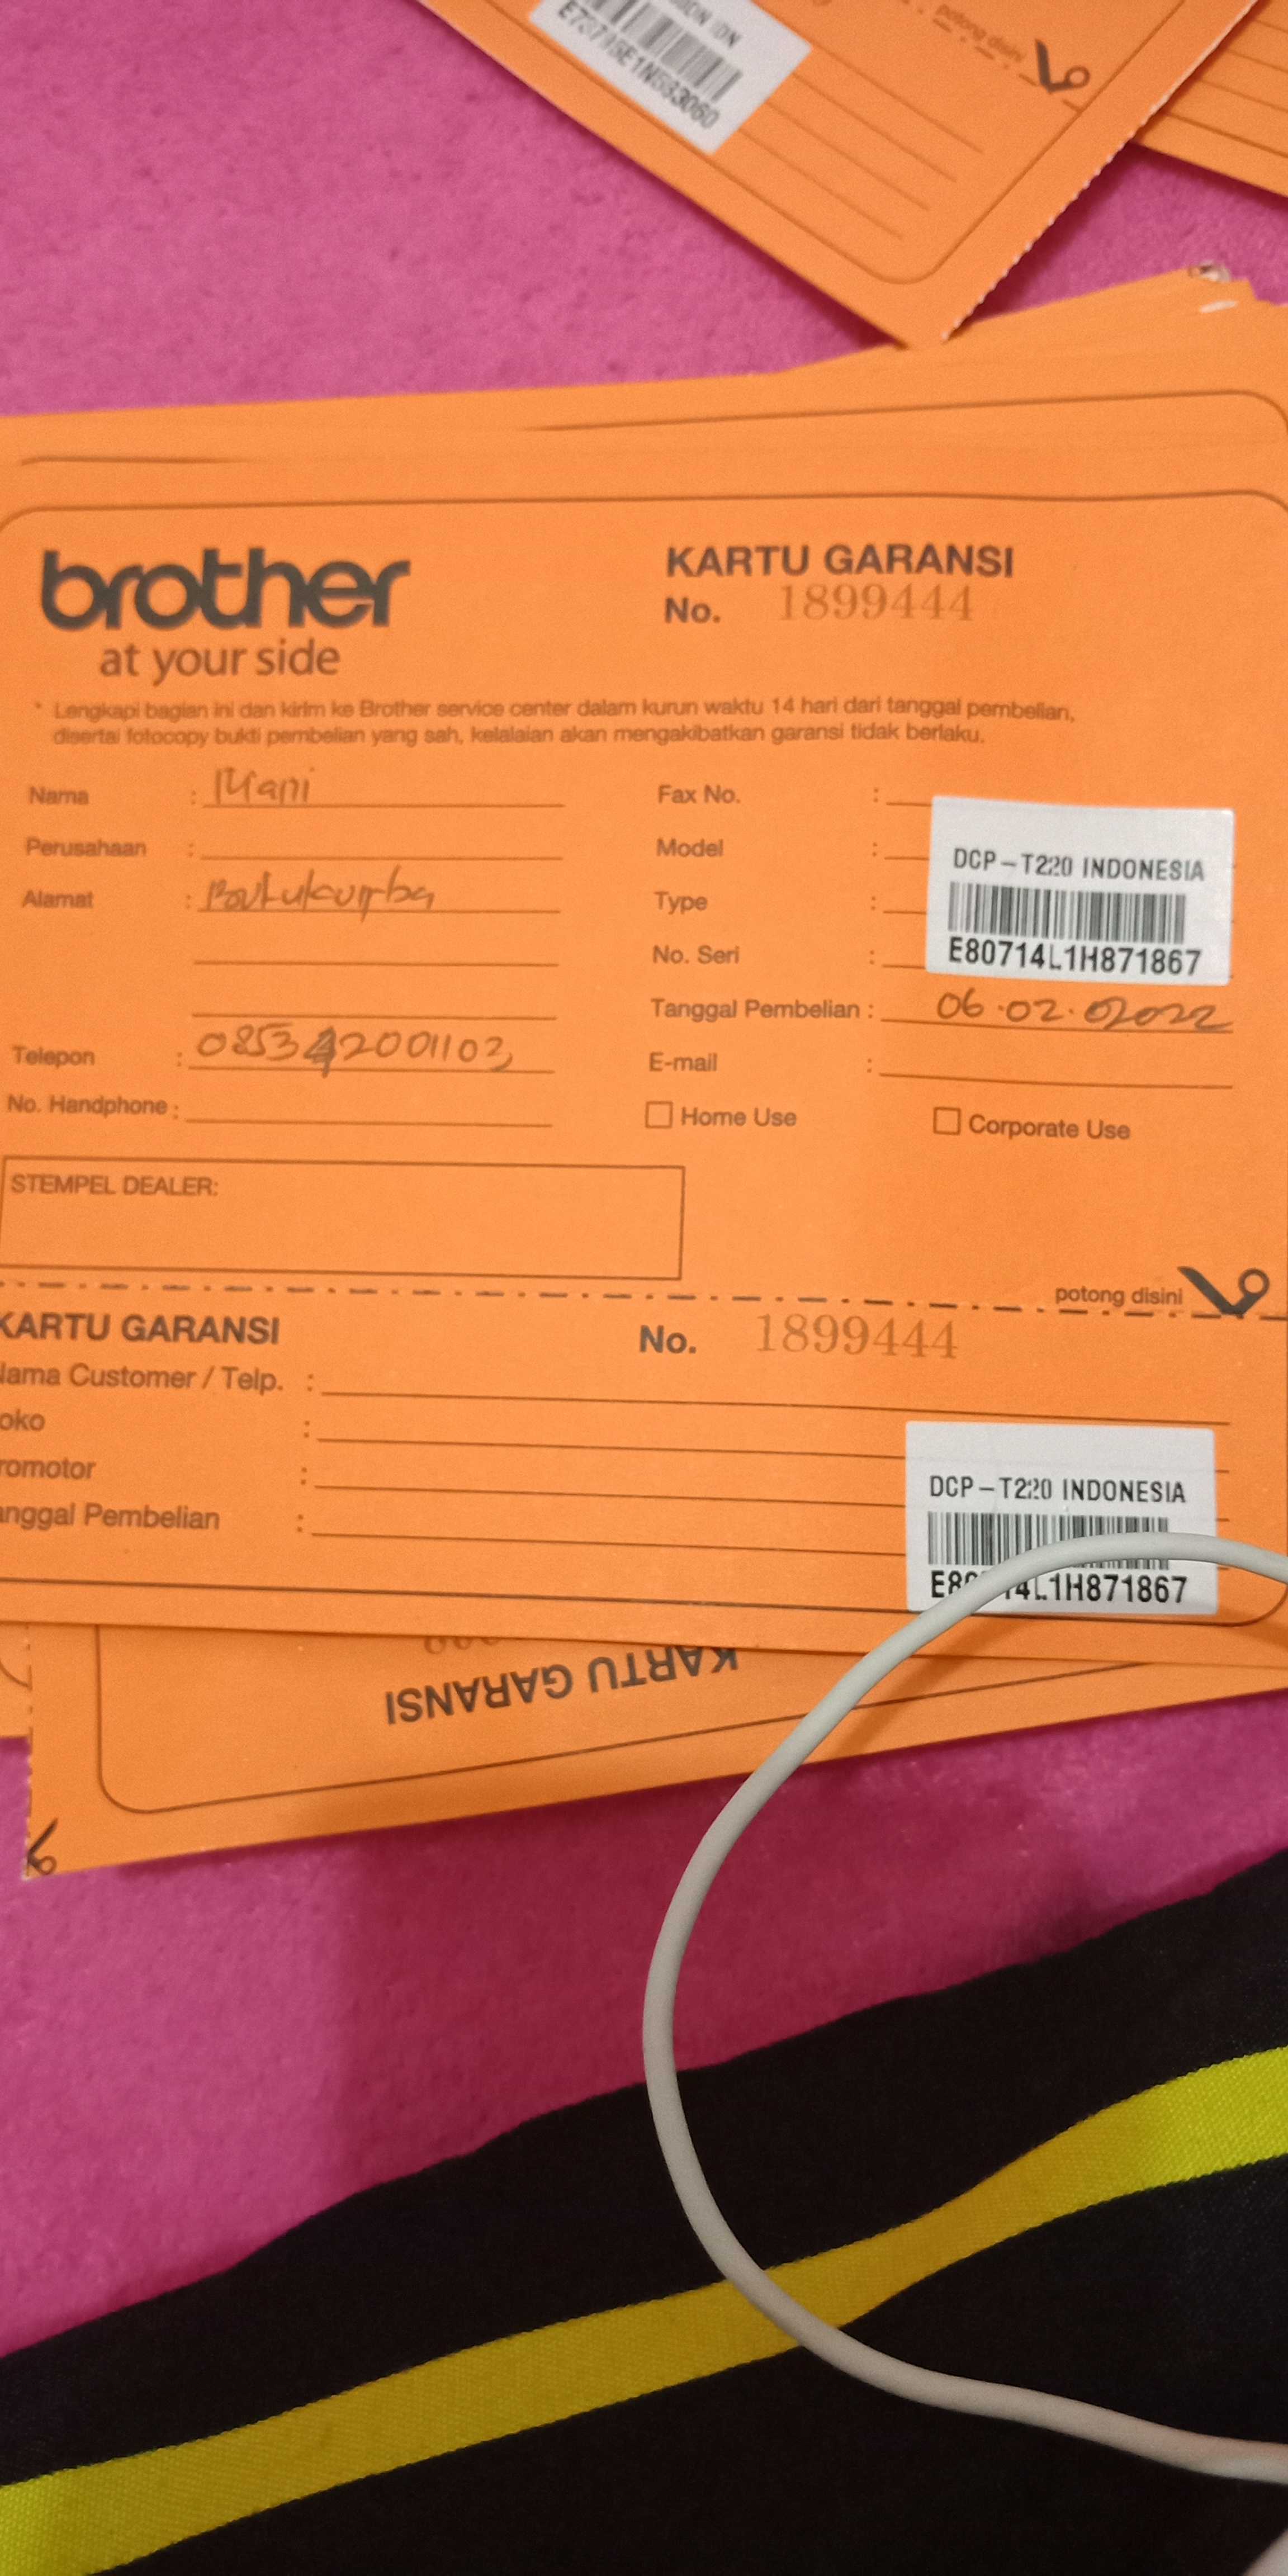 E73716E1N583060
potong disini
brother
at your side
KARTU GARANSI
No. 1899444
* Lengkapi bagian ini dan kirim ke Brother service center dalam kurun waktu 14 hari dari tanggal pembelian,
disertai fotocopy bukti pembelian yang sah, kelalaian akan mengakibatkan garansi tidak berlaku.
Nama :
Perusahaan :
Alamat : Bulukumba
Telepon : 085342001103
No. Handphone :
Fax No. :
Model :
Type :
No. Seri :
DCP-T220 INDONESIA
E80714L1H871867
Tanggal Pembelian : 06.02.2022
E-mail :
Home Use
Corporate Use
STEMPEL DEALER:
potong disini
KARTU GARANSI
No. 1899444
Nama Customer / Telp. :
oko :
romotor :
anggal Pembelian :
DCP-T220 INDONESIA
E80714L1H871867
KARTU GARANSI